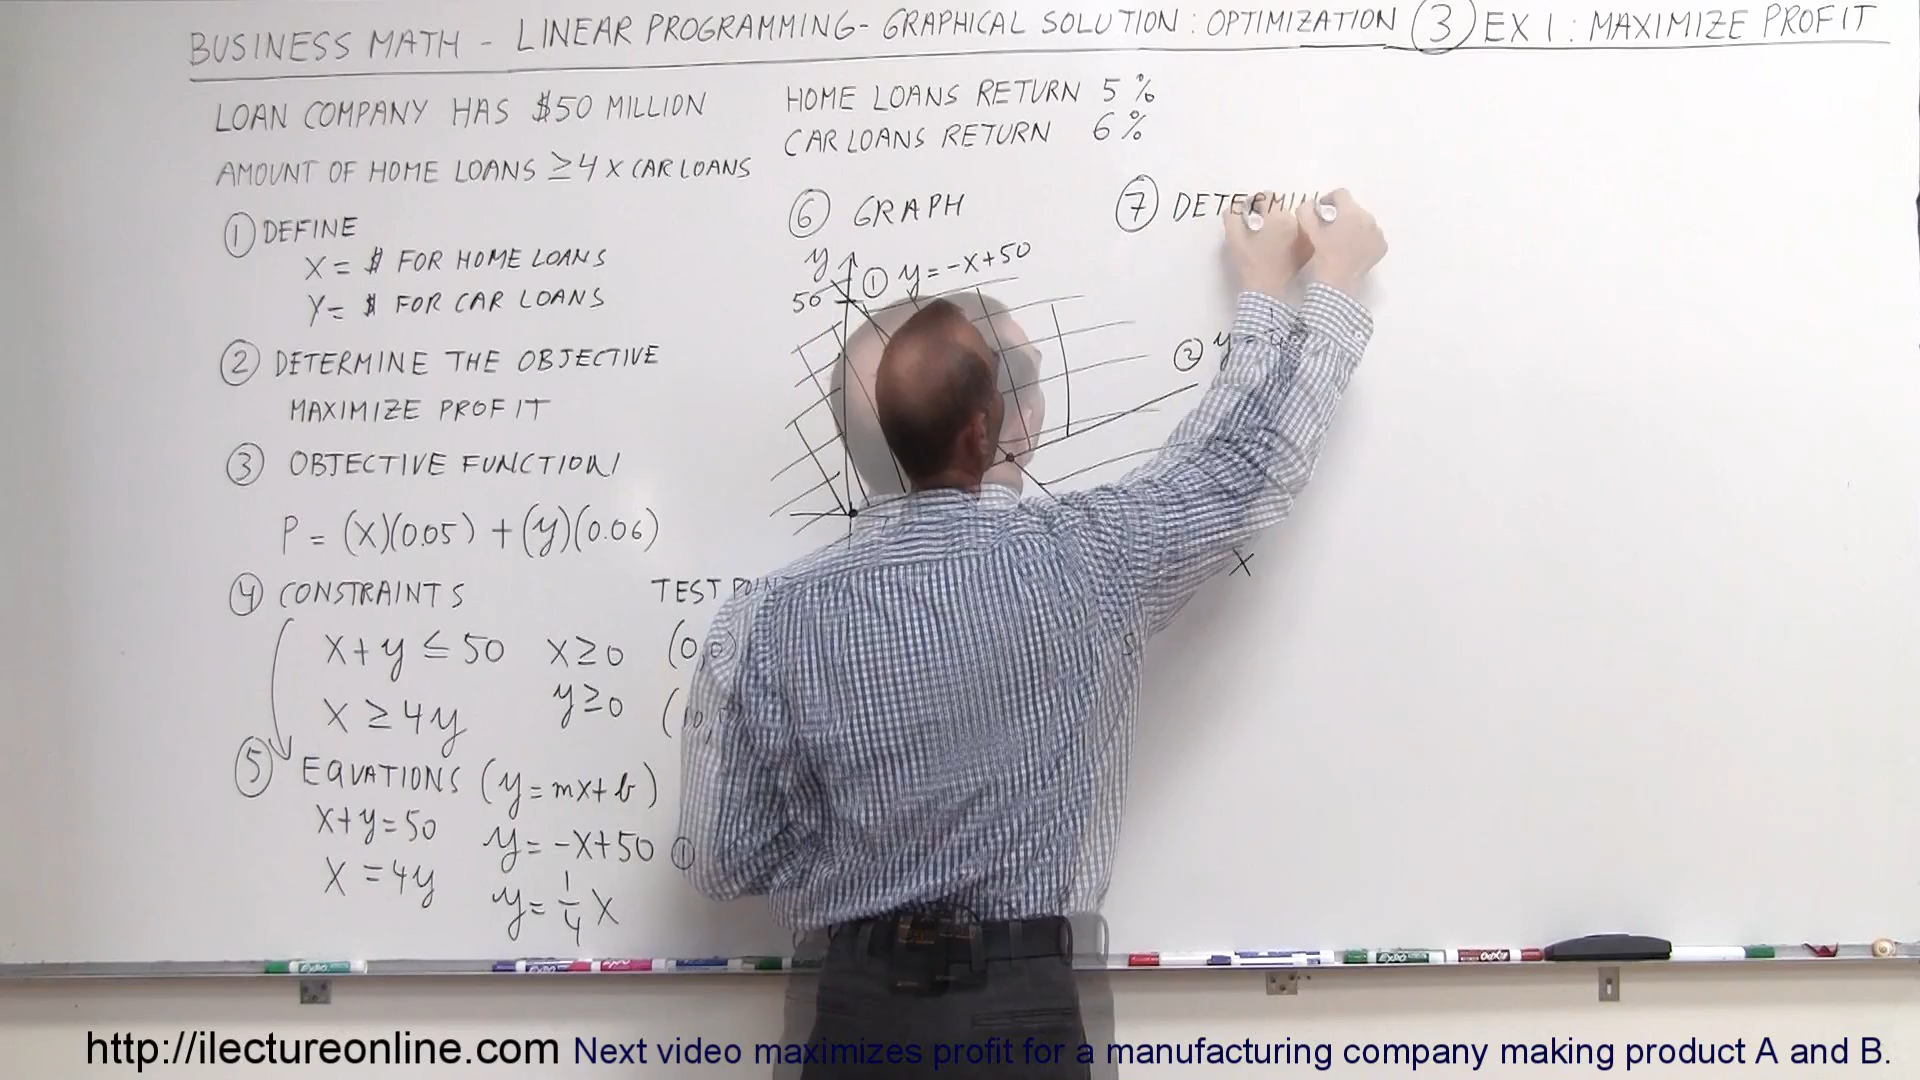 BUSINESS MATH - LINEAR PROGRAMMING - GRAPHICAL SOLUTION : OPTIMIZATION (3) EX 1 : MAXIMIZE PROFIT
LOAN COMPANY HAS $50 MILLION
AMOUNT OF HOME LOANS ≥ 4 X CAR LOANS
① DEFINE
X = $ FOR HOME LOANS
Y = $ FOR CAR LOANS
② DETERMINE THE OBJECTIVE
MAXIMIZE PROFIT
③ OBJECTIVE FUNCTION
P = (x)(0.05) + (y)(0.06)
④ CONSTRAINTS
x+y ≤ 50 x ≥ 0
x ≥ 4y y ≥ 0
TEST
(0,0)
⑤ EQUATIONS (y = mx+b)
x+y=50 y = -x+50 ①
x = 4y y = 1/4 x
HOME LOANS RETURN 5 %
CAR LOANS RETURN 6 %
⑥ GRAPH
y
① y = -x+50
50
② y =
x
⑦
http://ilectureonline.com Next video maximizes profit for a manufacturing company making product A and B.